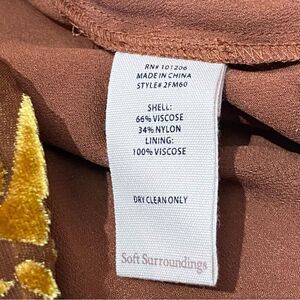 RN# 101206
MADE IN CHINA
STYLE# 2FM60
SHELL:
66% VISCOSE
34% NYLON
LINING:
100% VISCOSE
DRY CLEAN ONLY
Soft Surroundings